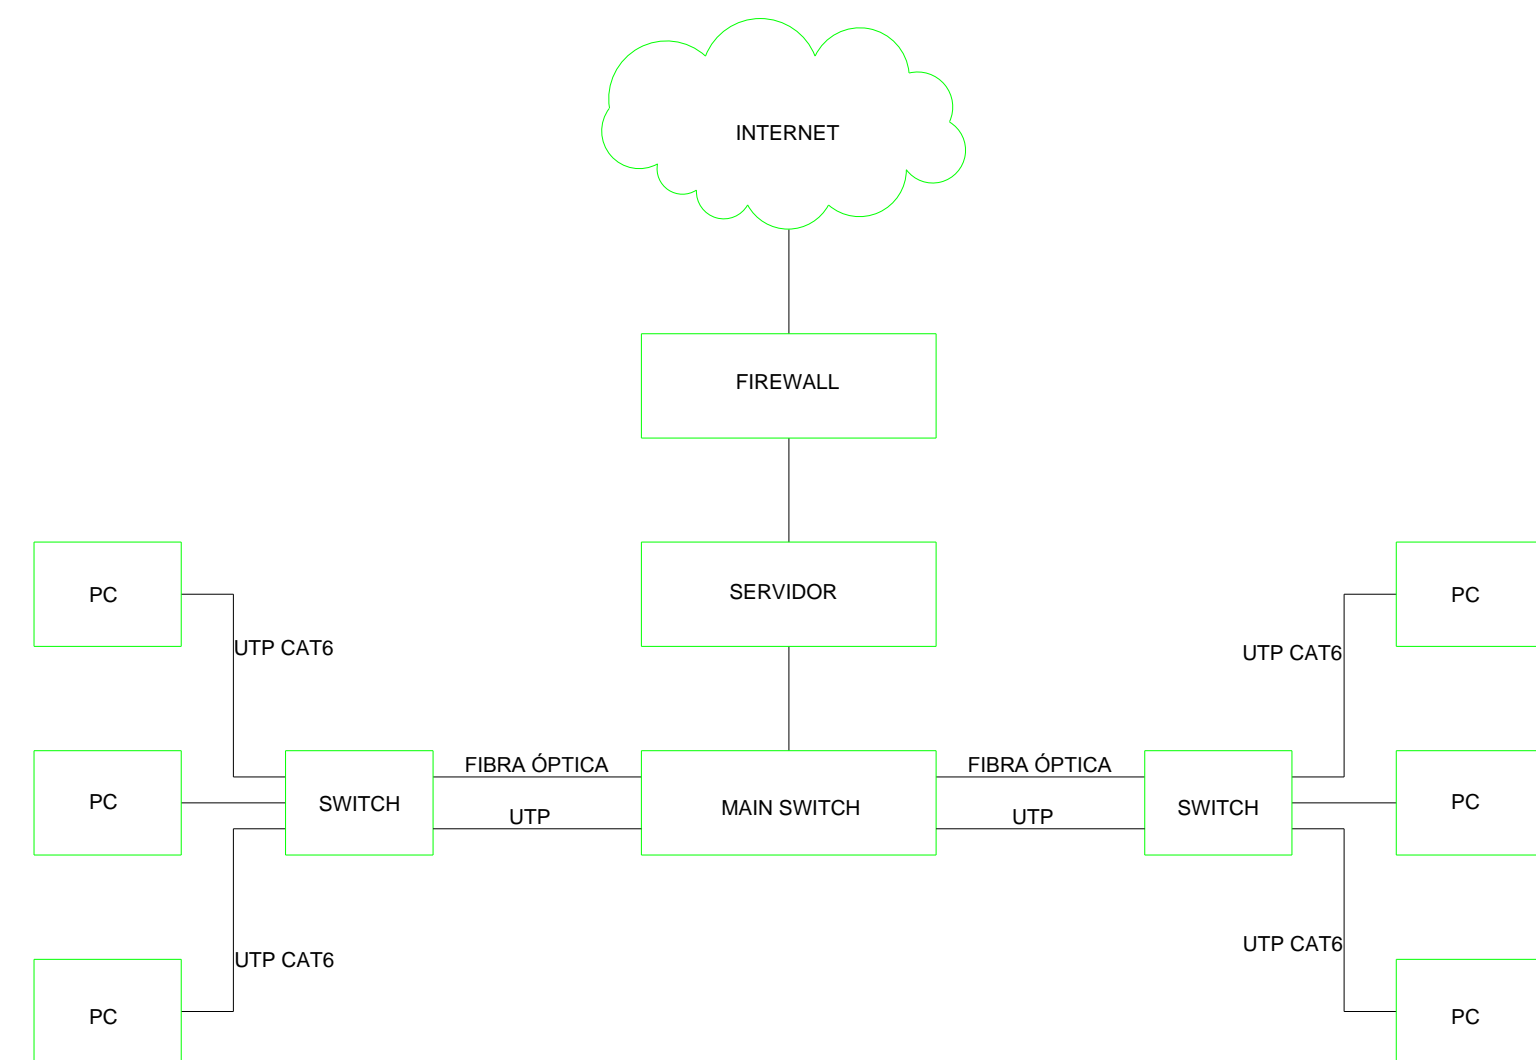 INTERNET
FIREWALL
SERVIDOR
PC
PC
UTP CAT6
UTP CAT6
FIBRA ÓPTICA
FIBRA ÓPTICA
PC
SWITCH
MAIN SWITCH
SWITCH
PC
UTP
UTP
UTP CAT6
UTP CAT6
PC
PC